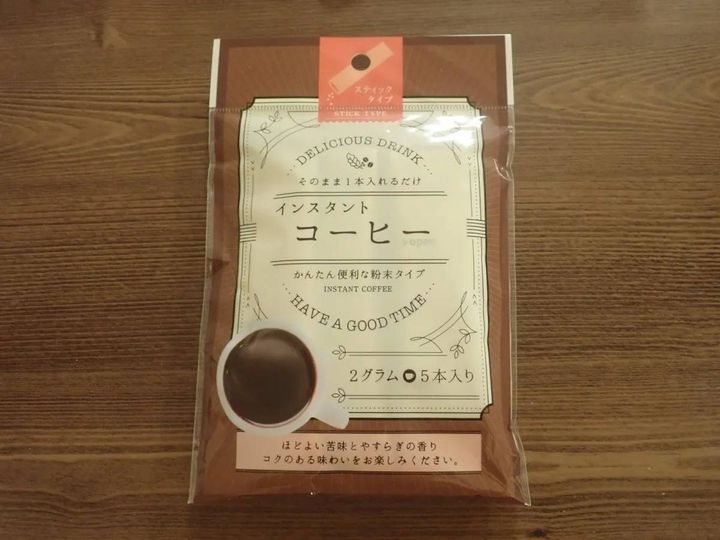 スティック
タイプ
STICK TYPE
DELICIOUS DRINK
そのまま1本入れるだけ
インスタント
コーヒー
かんたん便利な粉末タイプ
INSTANT COFFEE
HAVE A GOOD TIME
2グラム 5本入り
ほどよい苦味とやすらぎの香り
コクのある味わいをお楽しみください。